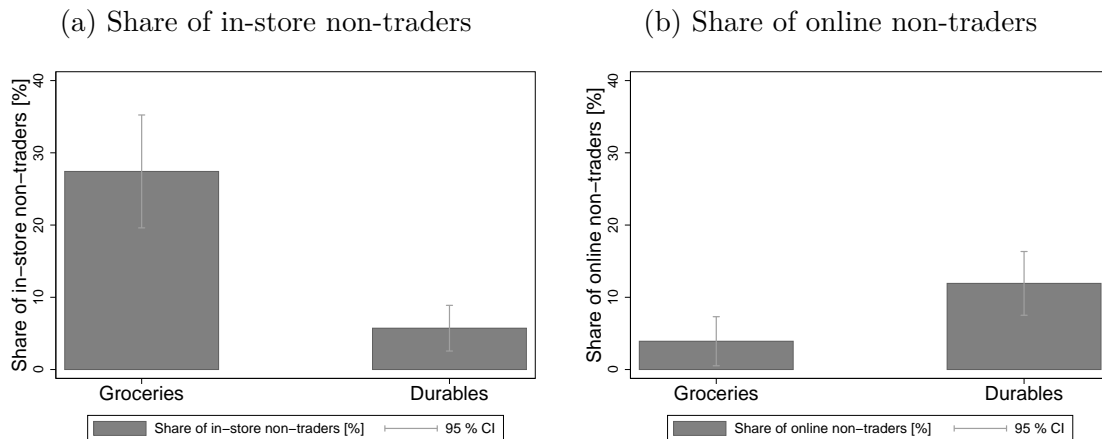 (a) Share of in-store non-traders
Share of in−store non−traders [%]
40
30
20
10
0
Groceries Durables
Share of in−store non−traders [%] 95 % CI
(b) Share of online non-traders
Share of online non−traders [%]
40
30
20
10
0
Groceries Durables
Share of online non−traders [%] 95 % CI